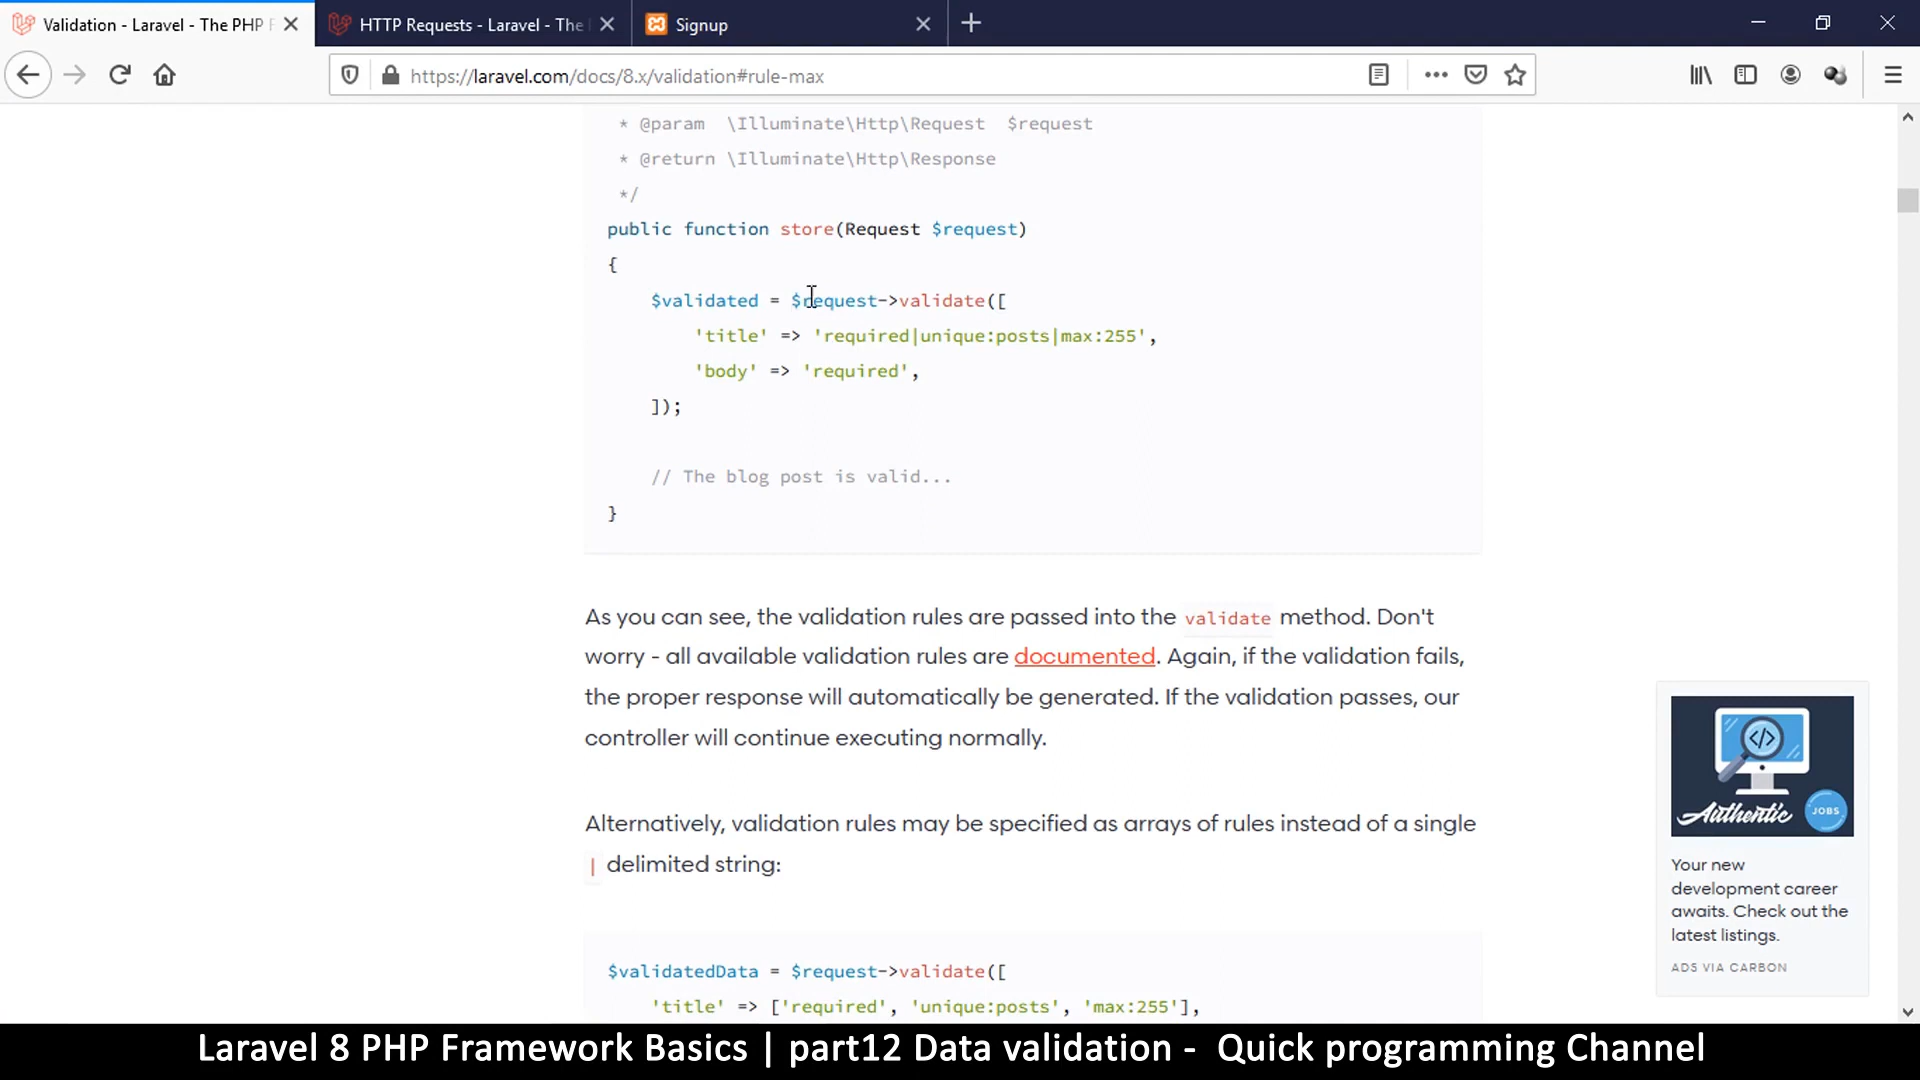 Validation - Laravel - The PHP F
HTTP Requests - Laravel - The
Signup
https://laravel.com/docs/8.x/validation#rule-max
* @param  \Illuminate\Http\Request  $request
* @return \Illuminate\Http\Response
*/
public function store(Request $request)
{
$validated = $request->validate([
'title' => 'required|unique:posts|max:255',
'body' => 'required',
]);
// The blog post is valid...
}
As you can see, the validation rules are passed into the validate method. Don't
worry - all available validation rules are documented. Again, if the validation fails,
the proper response will automatically be generated. If the validation passes, our
controller will continue executing normally.
Alternatively, validation rules may be specified as arrays of rules instead of a single
| delimited string:
$validatedData = $request->validate([
'title' => ['required', 'unique:posts', 'max:255'],
</>
Authentic JOBS
Your new
development career
awaits. Check out the
latest listings.
ADS VIA CARBON
Laravel 8 PHP Framework Basics | part12 Data validation -  Quick programming Channel